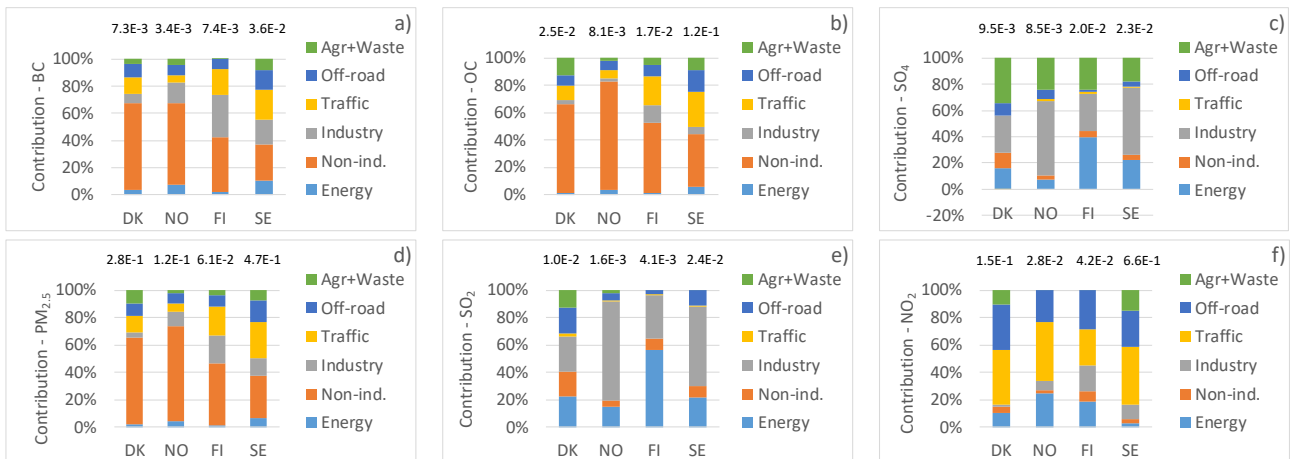 a)
7.3E-3 3.4E-3 7.4E-3 3.6E-2
Contribution - BC
100%
80%
60%
40%
20%
0%
DK NO FI SE
Agr+Waste
Off-road
Traffic
Industry
Non-ind.
Energy
b)
2.5E-2 8.1E-3 1.7E-2 1.2E-1
Contribution - OC
100%
80%
60%
40%
20%
0%
DK NO FI SE
Agr+Waste
Off-road
Traffic
Industry
Non-ind.
Energy
c)
9.5E-3 8.5E-3 2.0E-2 2.3E-2
Contribution - SO4
100%
80%
60%
40%
20%
0%
-20%
DK NO FI SE
Agr+Waste
Off-road
Traffic
Industry
Non-ind.
Energy
d)
2.8E-1 1.2E-1 6.1E-2 4.7E-1
Contribution - PM2.5
100%
80%
60%
40%
20%
0%
DK NO FI SE
Agr+Waste
Off-road
Traffic
Industry
Non-ind.
Energy
e)
1.0E-2 1.6E-3 4.1E-3 2.4E-2
Contribution - SO2
100%
80%
60%
40%
20%
0%
DK NO FI SE
Agr+Waste
Off-road
Traffic
Industry
Non-ind.
Energy
f)
1.5E-1 2.8E-2 4.2E-2 6.6E-1
Contribution - NO2
100%
80%
60%
40%
20%
0%
DK NO FI SE
Agr+Waste
Off-road
Traffic
Industry
Non-ind.
Energy